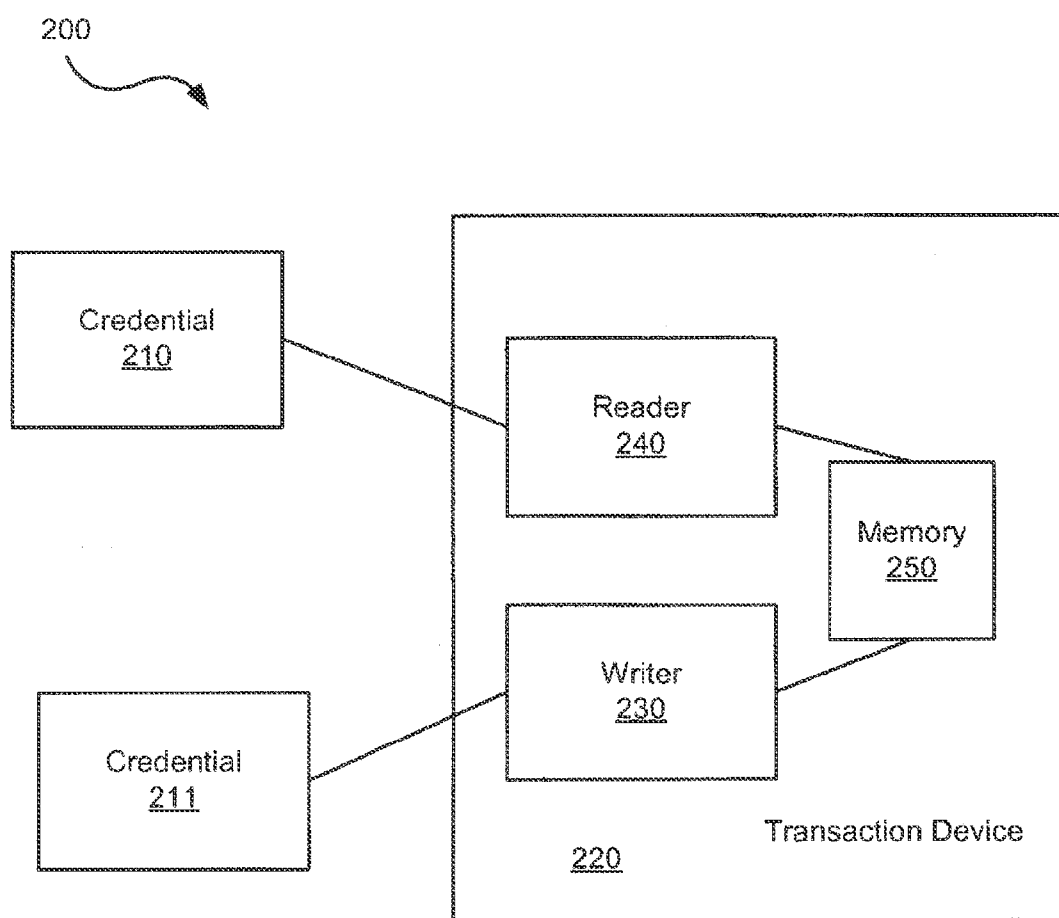 200
Credential
210
Reader
240
Memory
250
Writer
230
Credential
211
Transaction Device
220